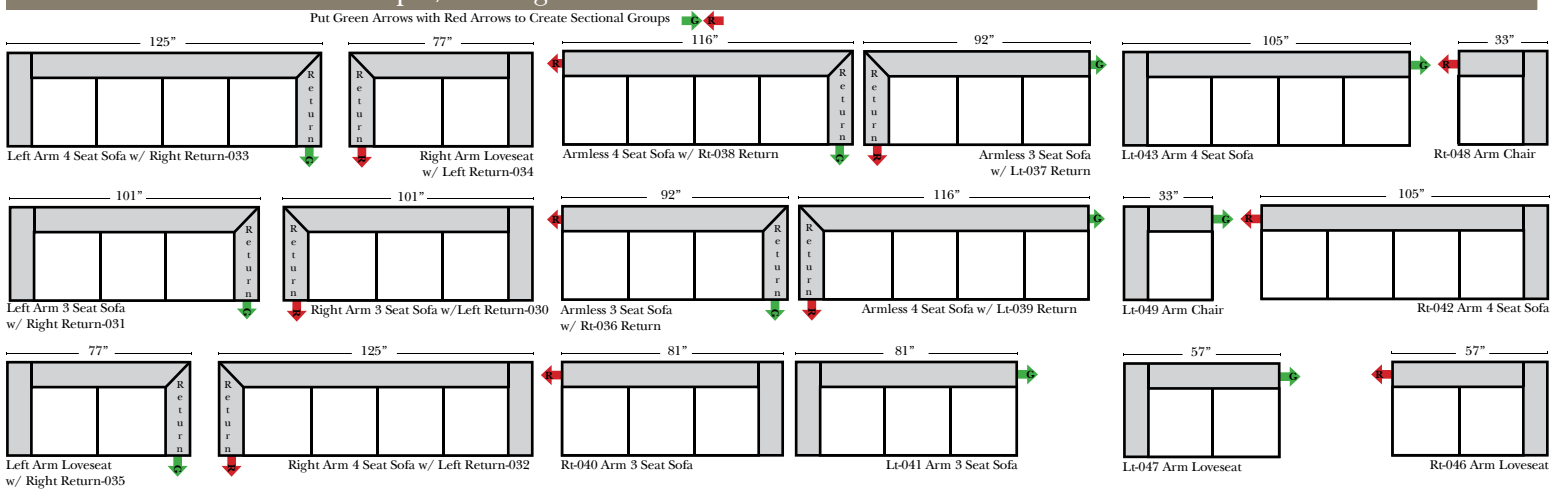 Put Green Arrows with Red Arrows to Create Sectional Groups G R
125” 77” 116” 92” 105” 33”
Return Return R Return Return G G R
G R G R
Left Arm 4 Seat Sofa w/ Right Return-033
Right Arm Loveseat
w/ Left Return-034
Armless 4 Seat Sofa w/ Rt-038 Return
Armless 3 Seat Sofa
w/ Lt-037 Return
Lt-043 Arm 4 Seat Sofa
Rt-048 Arm Chair
101” 101” 92” 116” 33” 105”
Return Return R Return Return G G R
G R G R
Left Arm 3 Seat Sofa
w/ Right Return-031
Right Arm 3 Seat Sofa w/Left Return-030
Armless 3 Seat Sofa
w/ Rt-036 Return
Armless 4 Seat Sofa w/ Lt-039 Return
Lt-049 Arm Chair
Rt-042 Arm 4 Seat Sofa
77” 125” 81” 81” 57” 57”
Return Return R G G R
G R
Left Arm Loveseat
w/ Right Return-035
Right Arm 4 Seat Sofa w/ Left Return-032
Rt-040 Arm 3 Seat Sofa
Lt-041 Arm 3 Seat Sofa
Lt-047 Arm Loveseat
Rt-046 Arm Loveseat